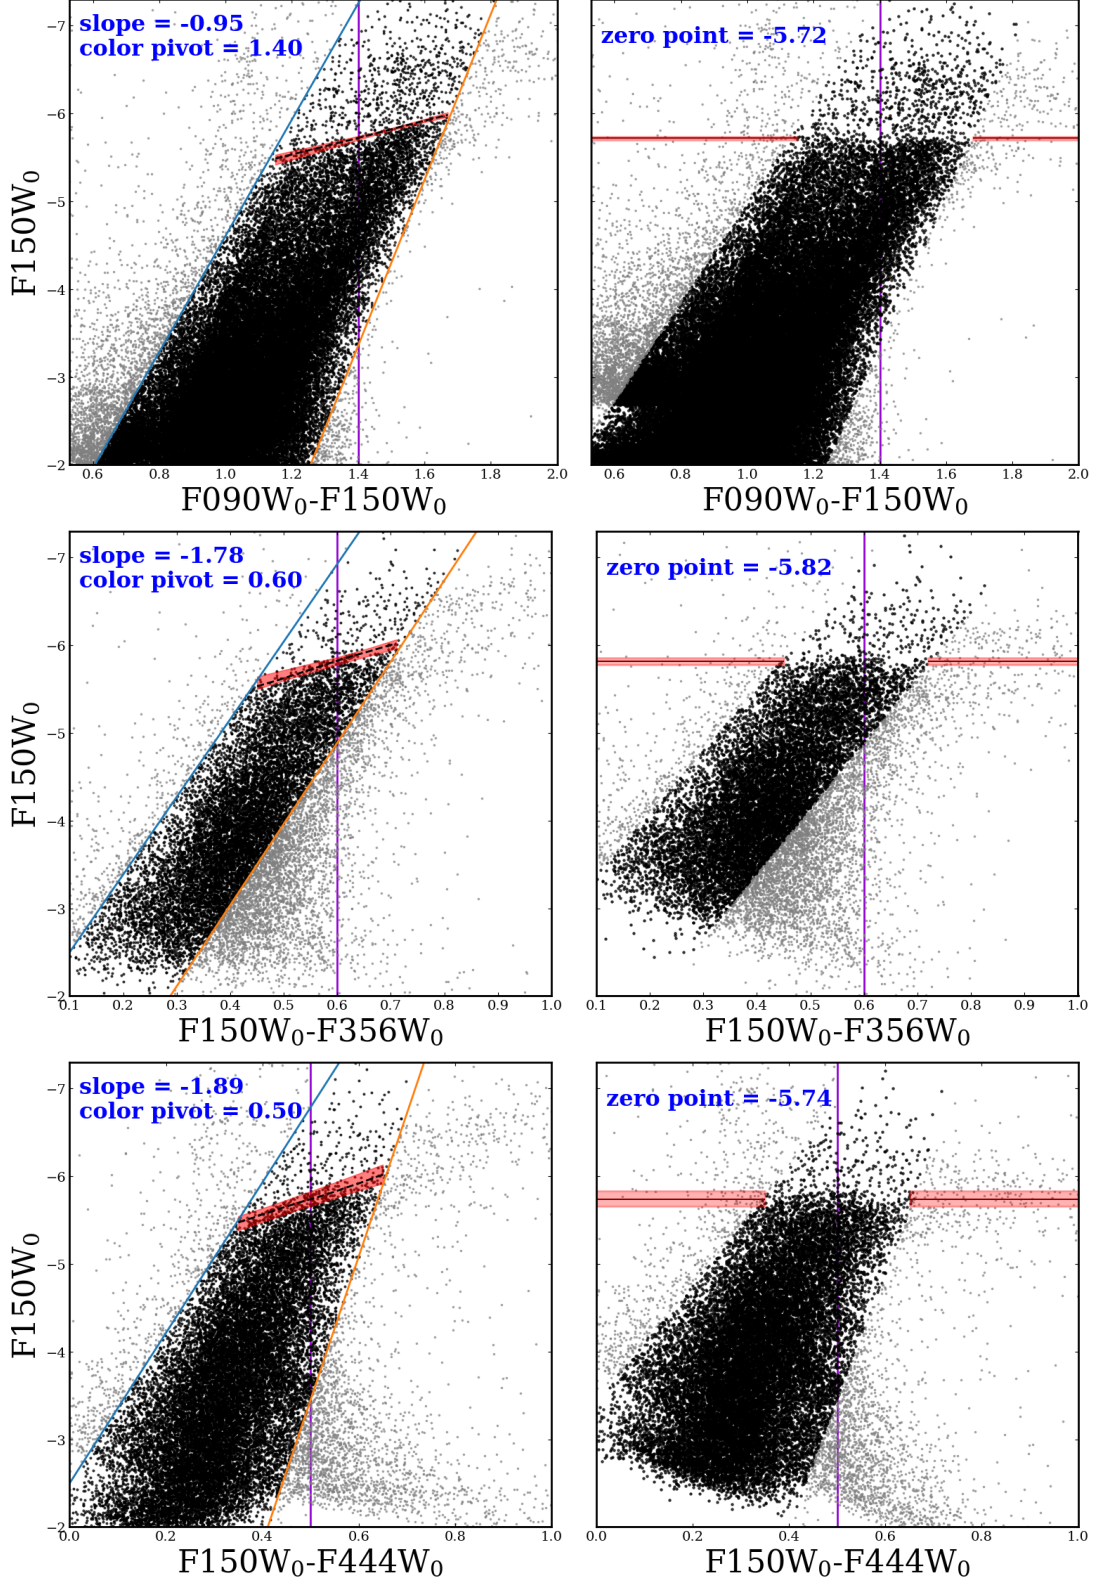 slope = -0.95
color pivot = 1.40
zero point = -5.72
−7
−6
−5
−4
−3
−2
F150W₀
0.6 0.8 1.0 1.2 1.4 1.6 1.8 2.0
0.6 0.8 1.0 1.2 1.4 1.6 1.8 2.0
F090W₀-F150W₀
F090W₀-F150W₀
slope = -1.78
color pivot = 0.60
zero point = -5.82
−7
−6
−5
−4
−3
−2
F150W₀
0.1 0.2 0.3 0.4 0.5 0.6 0.7 0.8 0.9 1.0
0.1 0.2 0.3 0.4 0.5 0.6 0.7 0.8 0.9 1.0
F150W₀-F356W₀
F150W₀-F356W₀
slope = -1.89
color pivot = 0.50
zero point = -5.74
−7
−6
−5
−4
−3
−2
F150W₀
0.0 0.2 0.4 0.6 0.8 1.0
0.0 0.2 0.4 0.6 0.8 1.0
F150W₀-F444W₀
F150W₀-F444W₀